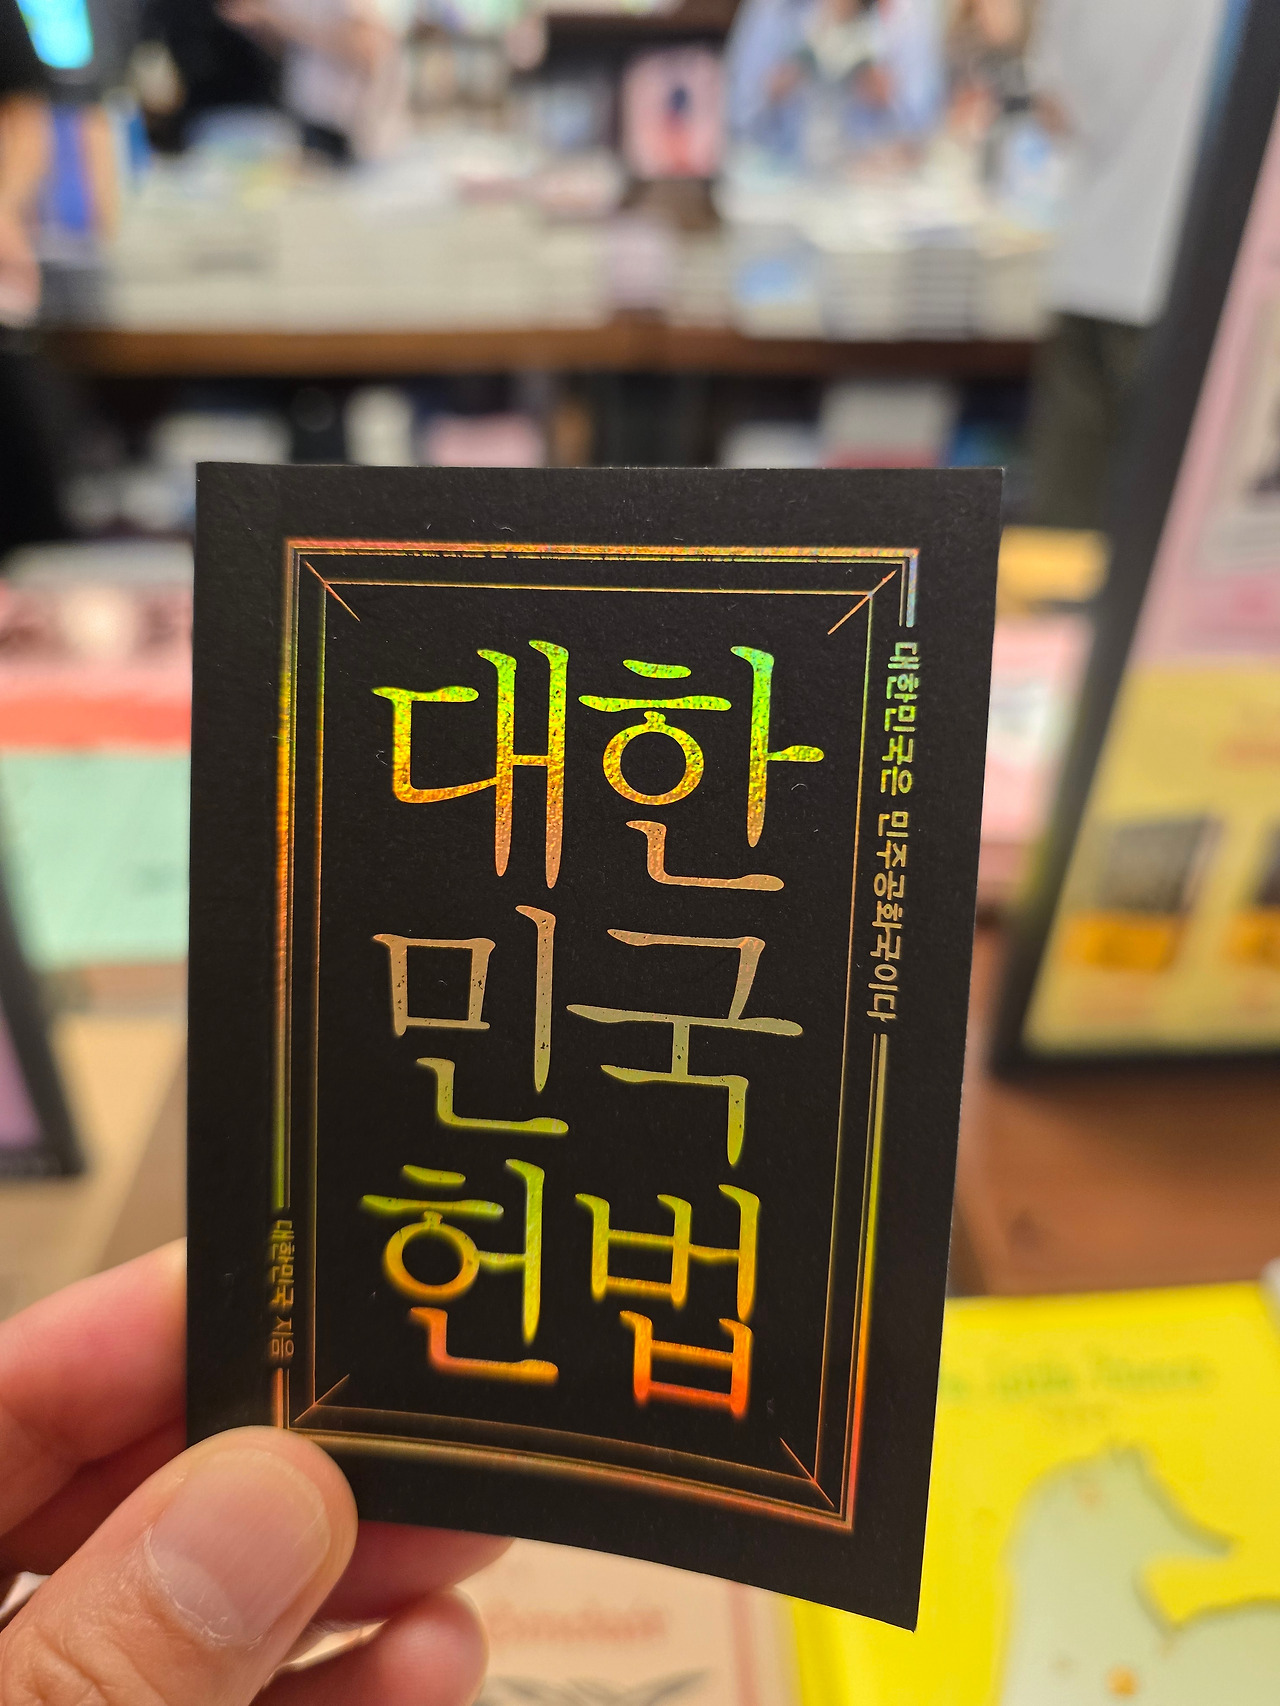 대한
민국
헌법
대한민국은 민주공화국이다
대한민국 지음